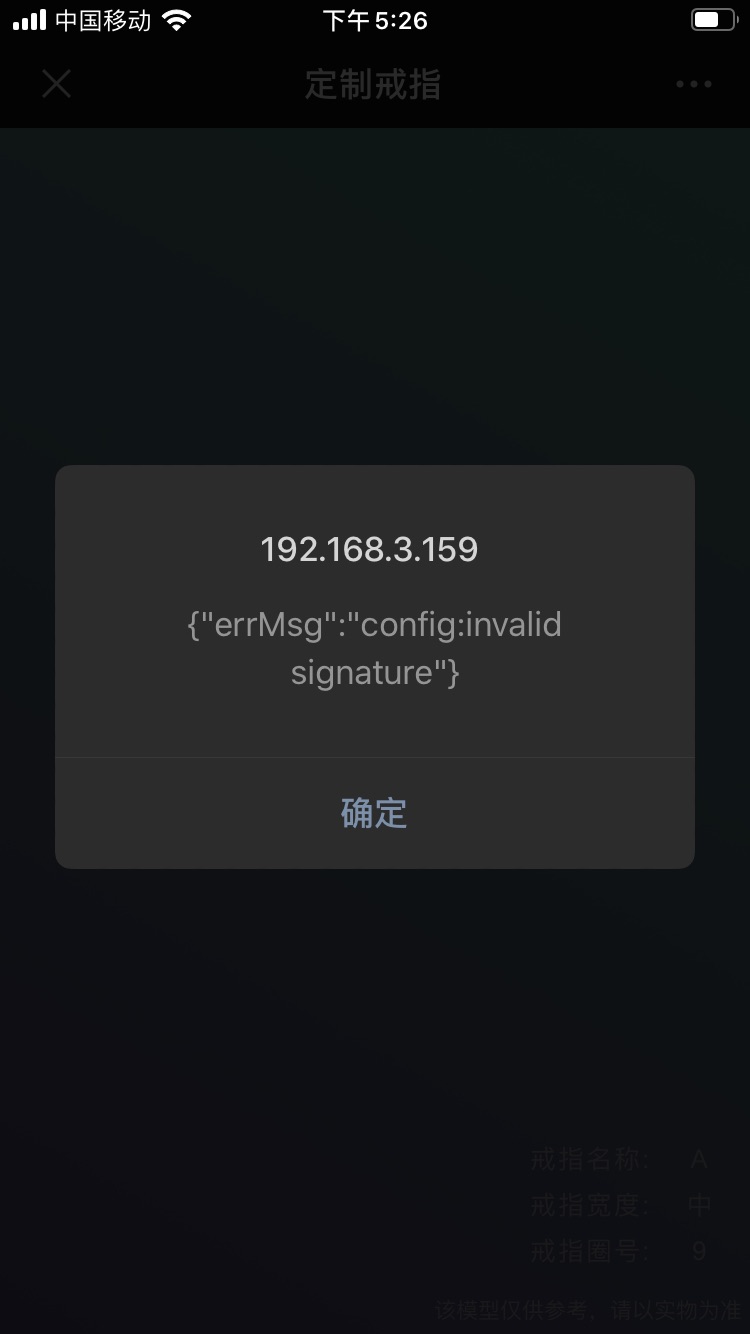 中国移动 下午5:26
定制戒指
192.168.3.159
{"errMsg":"config:invalid
signature"}
确定
戒指名称: A
戒指宽度: 中
戒指圈号: 9
该模型仅供参考，请以实物为准